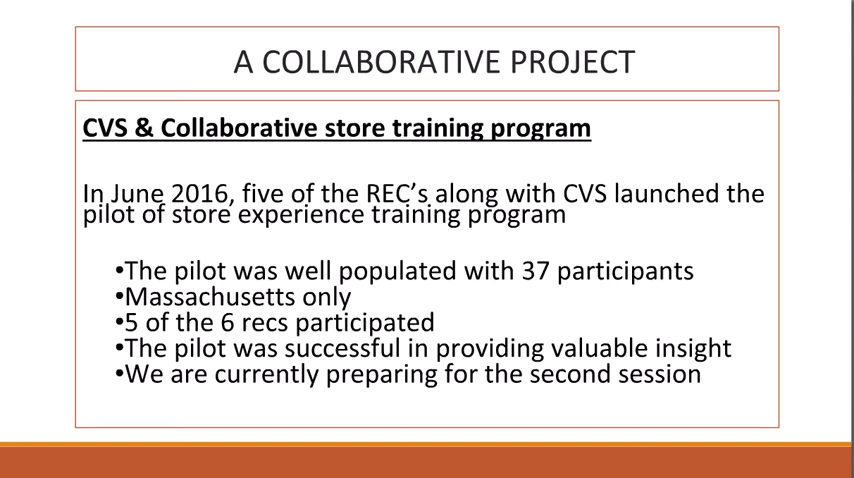 A COLLABORATIVE PROJECT
CVS & Collaborative store training program
In June 2016, five of the REC’s along with CVS launched the
pilot of store experience training program
•The pilot was well populated with 37 participants
•Massachusetts only
•5 of the 6 recs participated
•The pilot was successful in providing valuable insight
•We are currently preparing for the second session